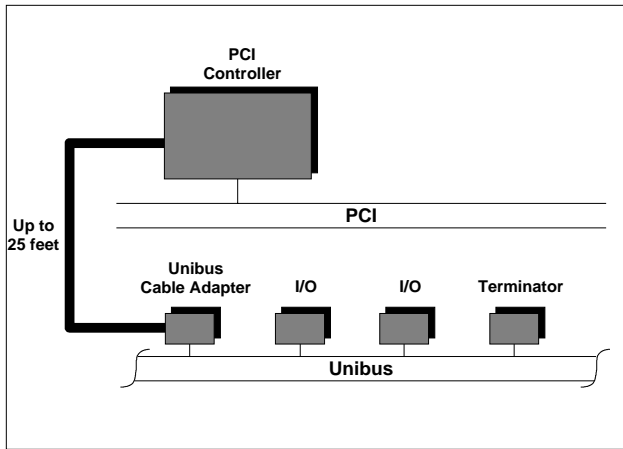 PCI
Controller
PCI
Up to
25 feet
Unibus
Cable Adapter
I/O
I/O
Terminator
Unibus